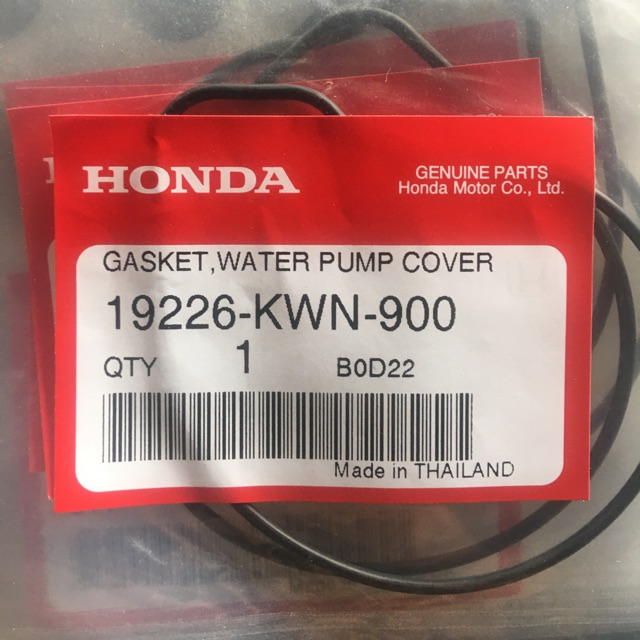 HONDA
GENUINE PARTS
Honda Motor Co., Ltd.
GASKET,WATER PUMP COVER
19226-KWN-900
QTY 1 B0D22
Made in THAILAND